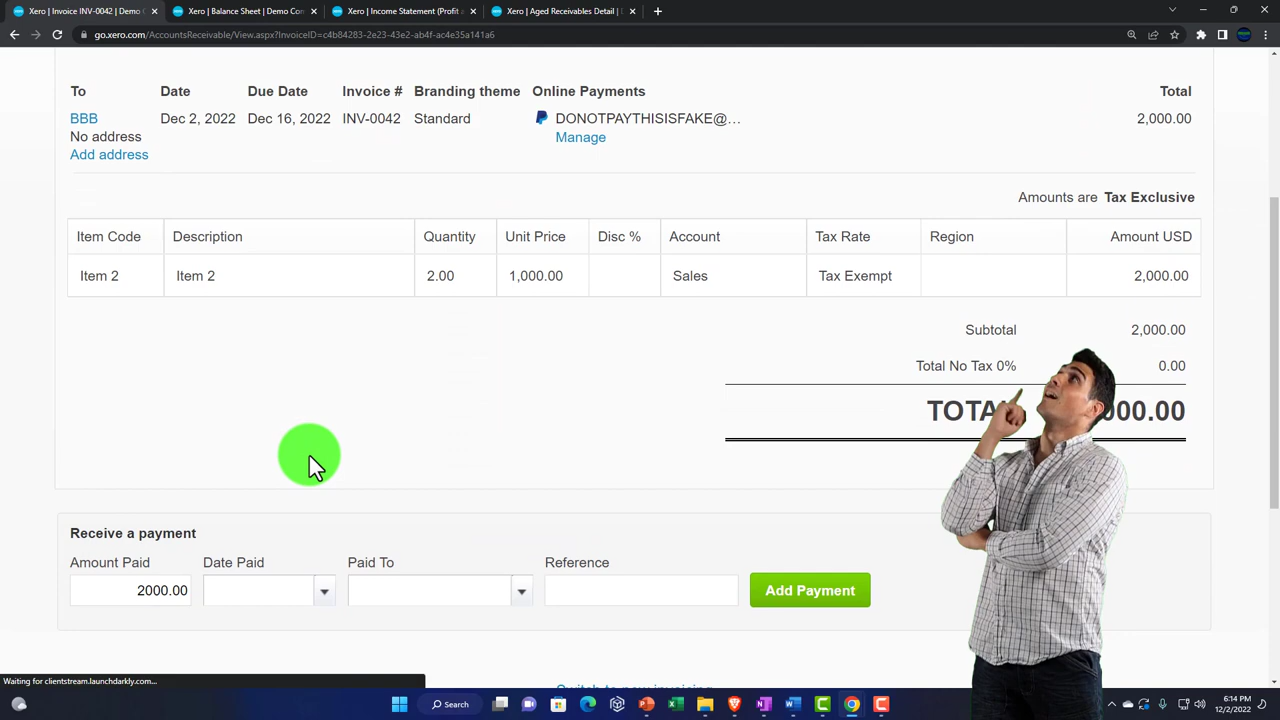 Xero | Invoice INV-0042 | Demo C
Xero | Balance Sheet | Demo Com
Xero | Income Statement (Profit a
Xero | Aged Receivables Detail | D
go.xero.com/AccountsReceivable/View.aspx?InvoiceID=c4b84283-2e23-43e2-ab4f-ac4e35a141a6
To Date Due Date Invoice # Branding theme Online Payments Total
BBB Dec 2, 2022 Dec 16, 2022 INV-0042 Standard DONOTPAYTHISISFAKE@... 2,000.00
No address Manage
Add address
Amounts are Tax Exclusive
Item Code Description Quantity Unit Price Disc % Account Tax Rate Region Amount USD
Item 2 Item 2 2.00 1,000.00 Sales Tax Exempt 2,000.00
Subtotal 2,000.00
Total No Tax 0% 0.00
Receive a payment
Amount Paid Date Paid Paid To Reference
2000.00 Add Payment
Waiting for clientstream.launchdarkly.com...
Search
6:14 PM
12/2/2022